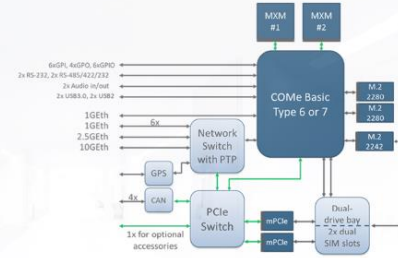 MXM
#1
MXM
#2
6xGPI, 4xGPO, 6xGPIO
2x RS-232, 2x RS-485/422/232
2x Audio in/out
2x USB3.0, 2x USB2
COMe Basic
Type 6 or 7
M.2
2280
M.2
2280
M.2
2242
1GEth
1GEth
2.5GEth
10GEth
6x
Network
Switch
with PTP
GPS
4x
CAN
PCIe
Switch
mPCIe
mPCIe
Dual-
drive bay
2x dual
SIM slots
1x for optional
accessories